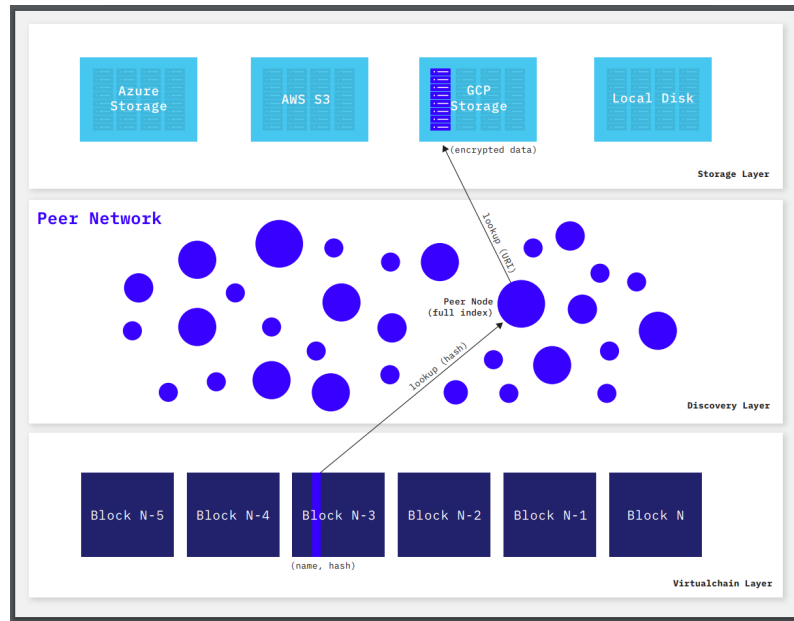 Azure
Storage
AWS S3
GCP
Storage
Local Disk
(encrypted data)
Storage Layer
Peer Network
lookup (URI)
Peer Node
(full index)
lookup (hash)
Discovery Layer
Block N-5
Block N-4
Block N-3
Block N-2
Block N-1
Block N
(name, hash)
Virtualchain Layer